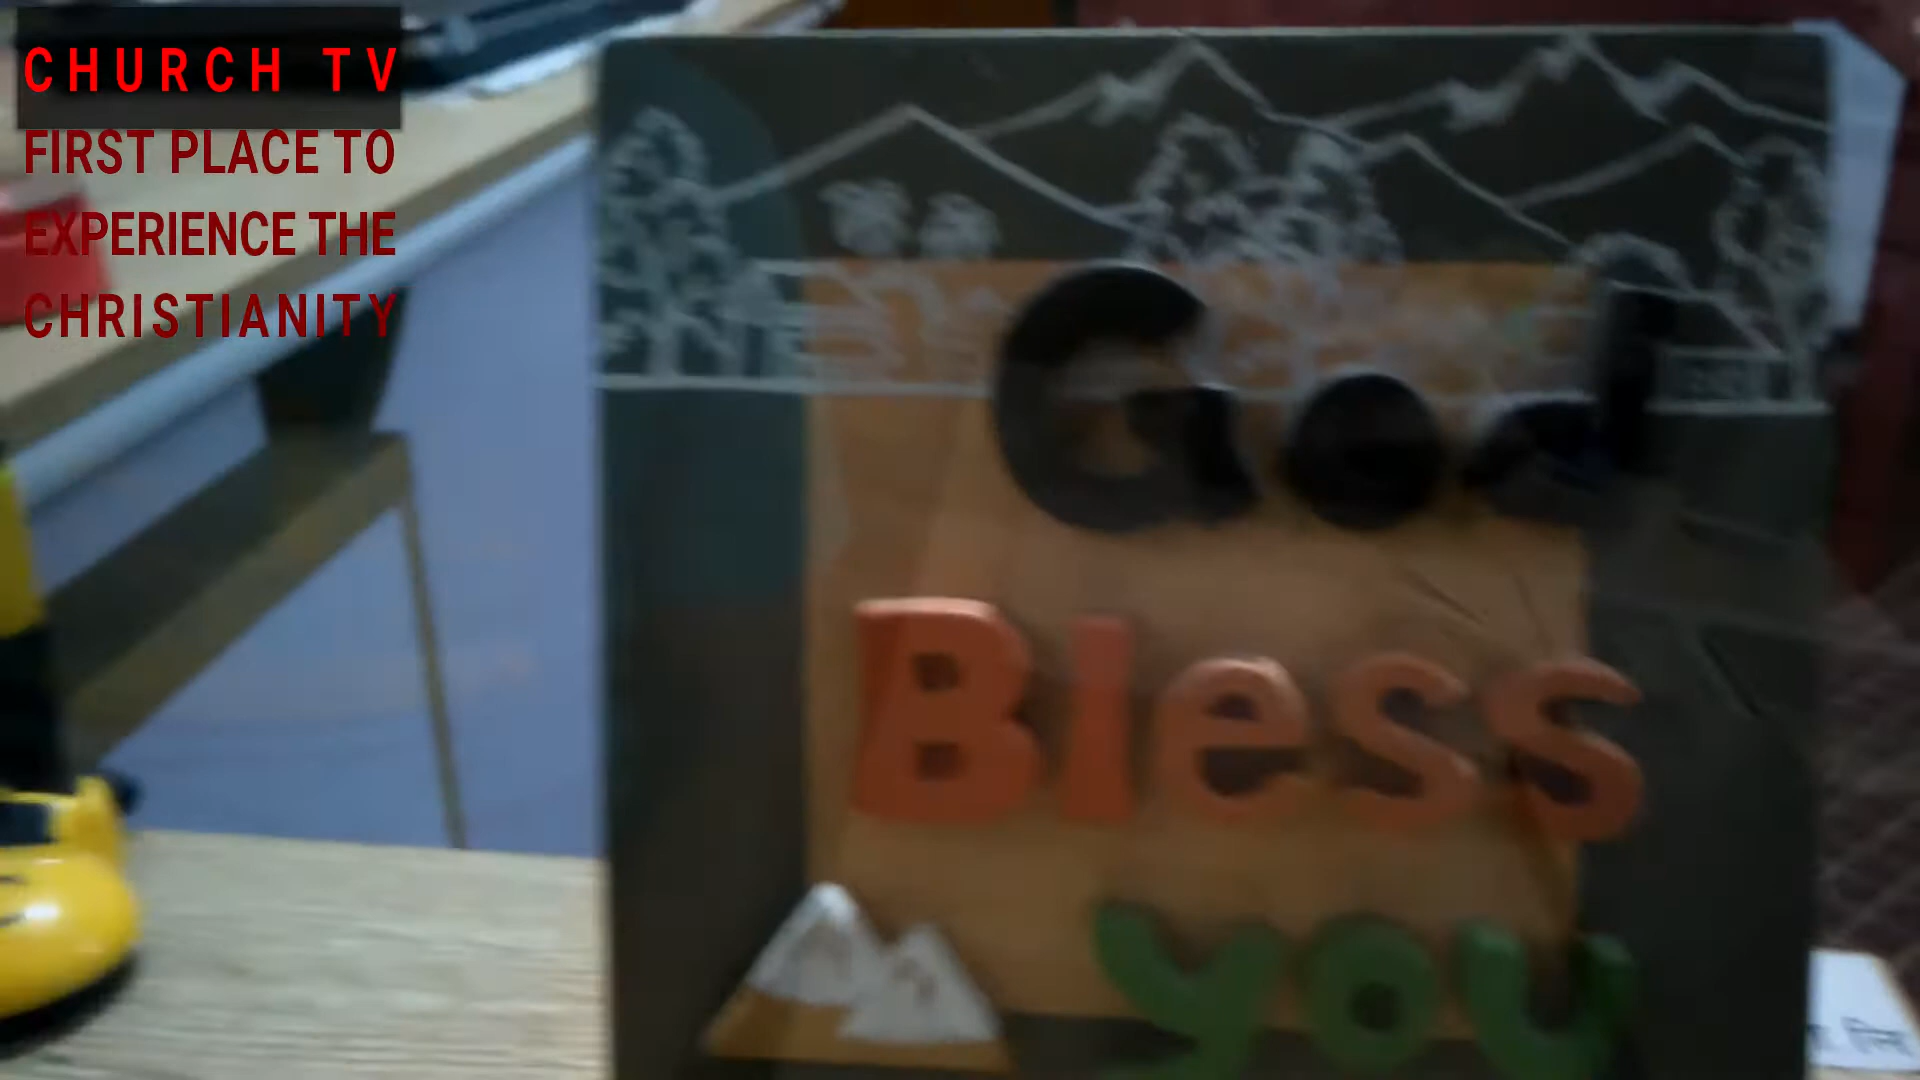 CHURCH TV
FIRST PLACE TO
EXPERIENCE THE
CHRISTIANITY
God
Bless
you